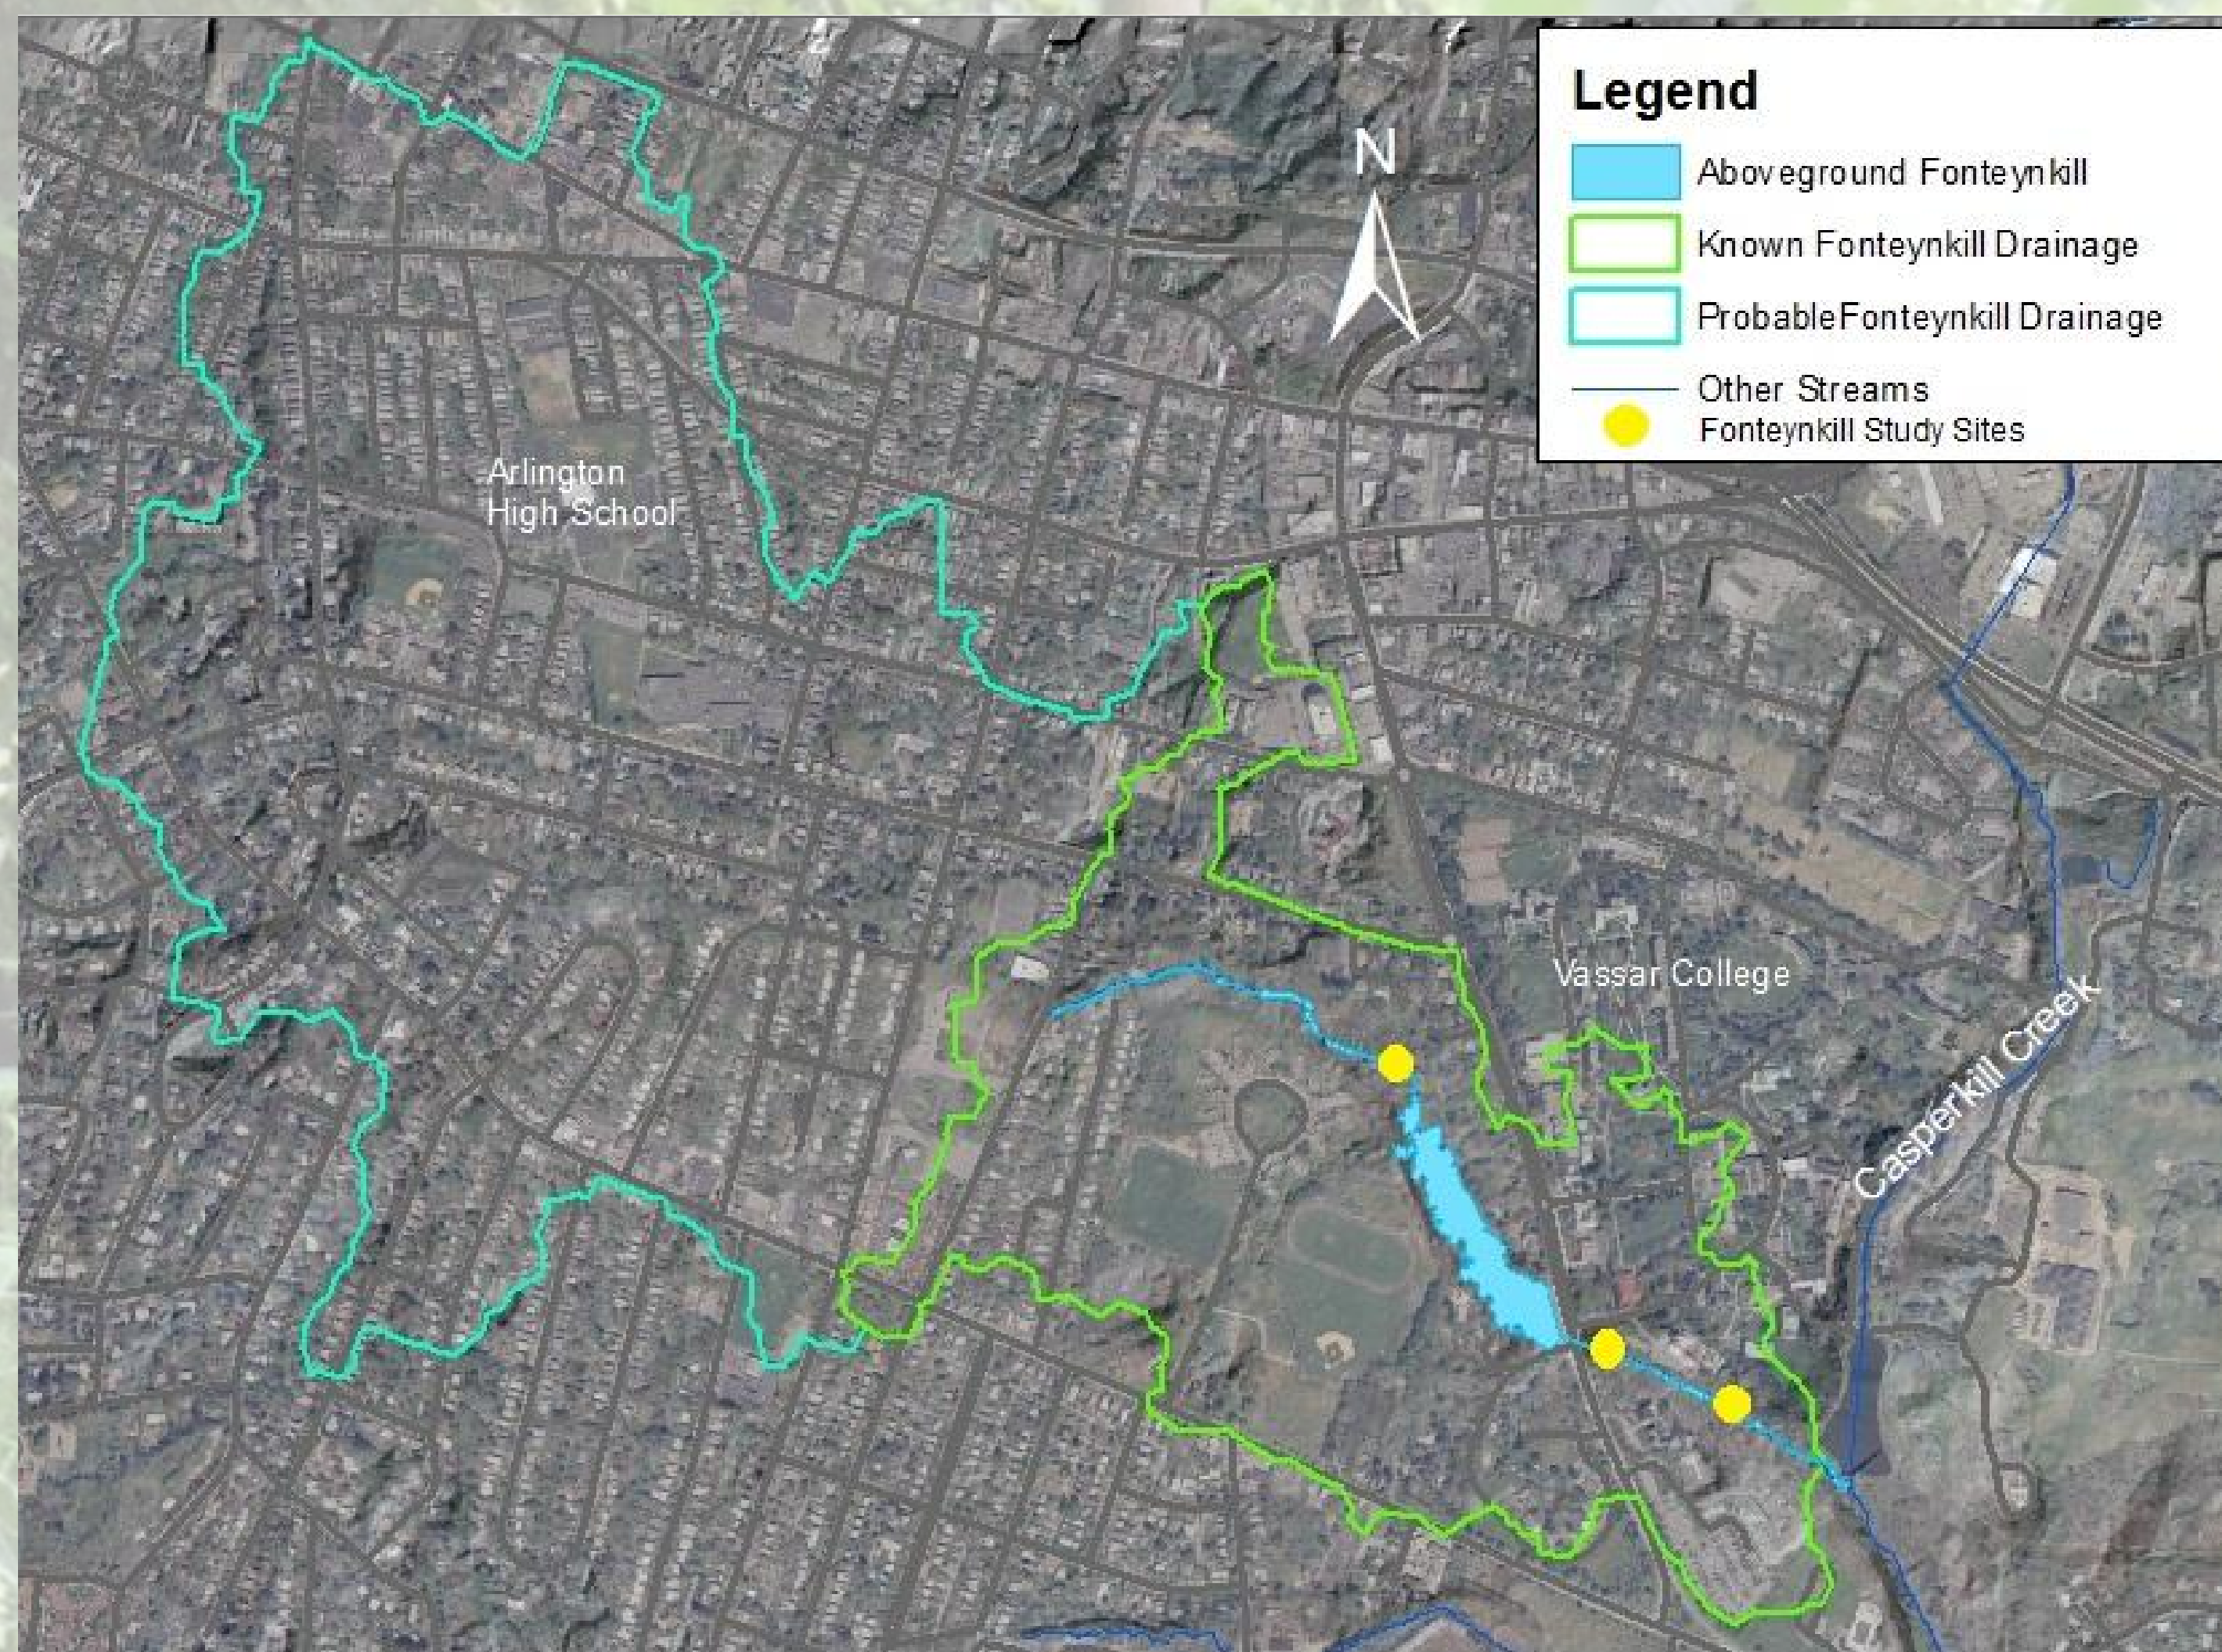 N
Legend
Aboveground Fonteynkill
Known Fonteynkill Drainage
ProbableFonteynkill Drainage
Other Streams
Fonteynkill Study Sites
Arlington
High School
Vassar College
Casperkill Creek